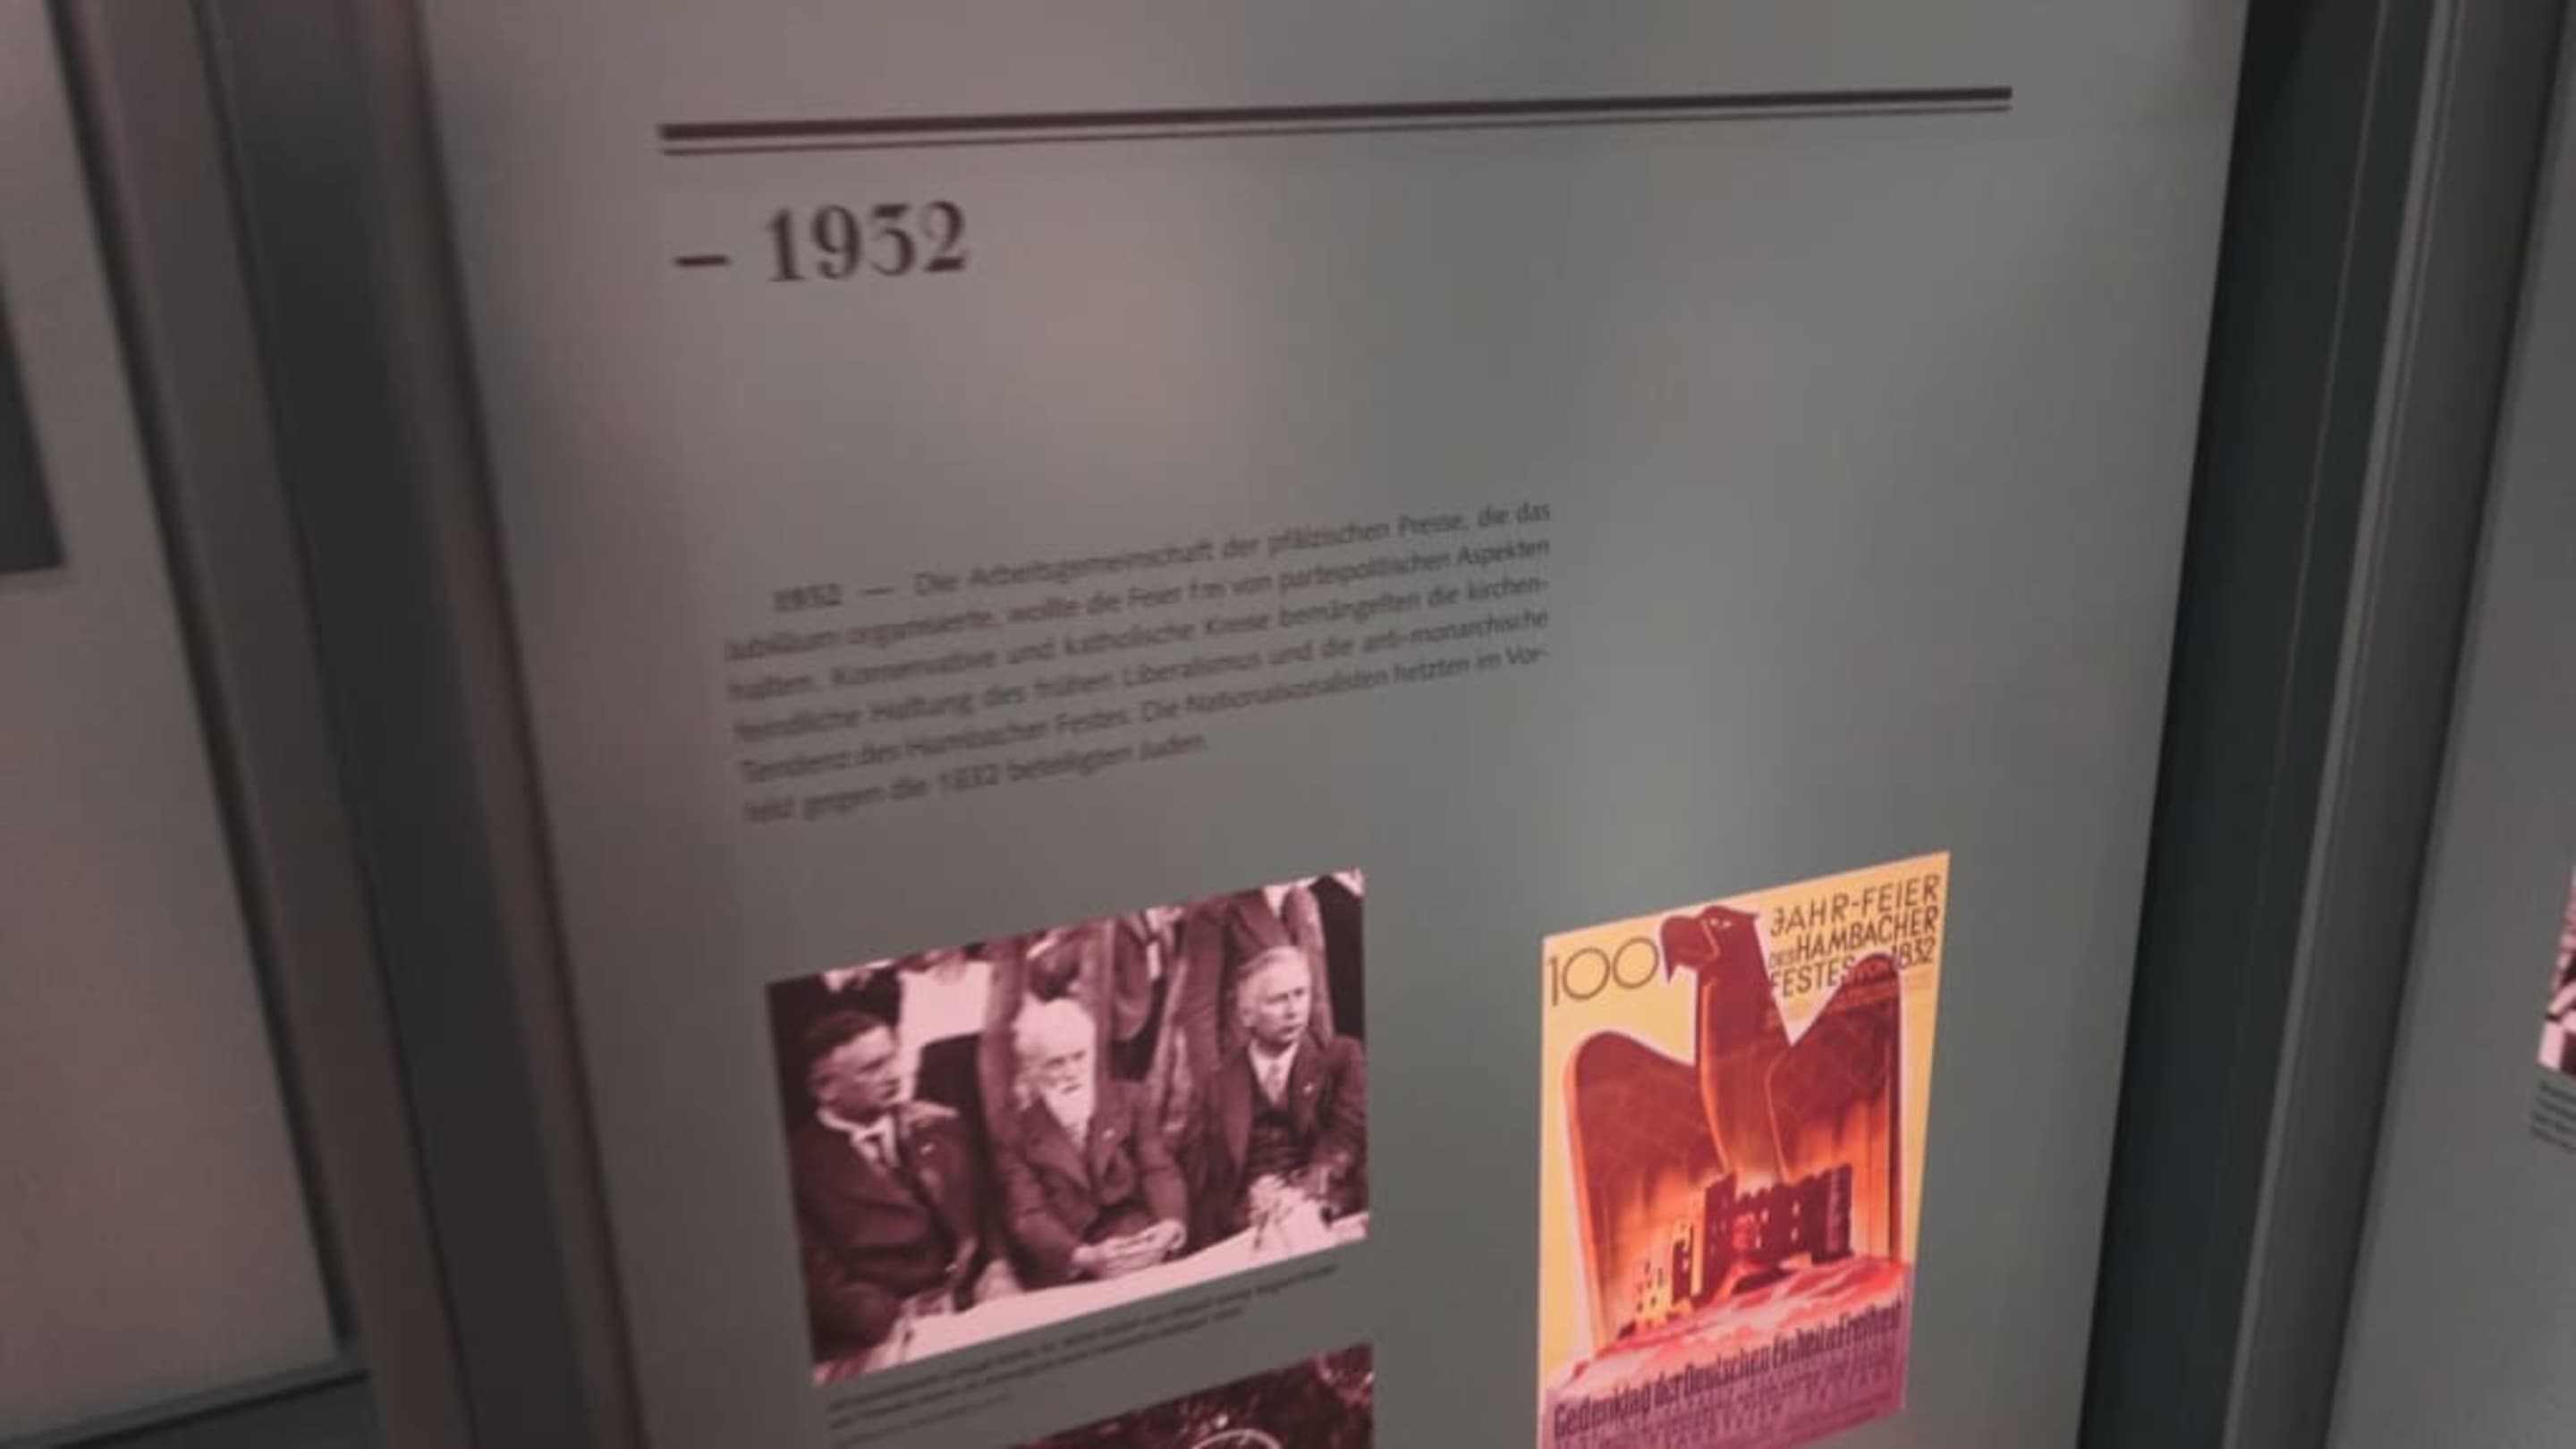 – 1932
1932 — Die Arbeitsgemeinschaft der pfälzischen Presse, die das
Jubiläum organisierte, wollte die Feier frei von parteipolitischen Aspekten
halten. Konservative und katholische Kreise bemängelten die kirchen-
feindliche Haltung des frühen Liberalismus und die anti-monarchische
Tendenz des Hambacher Festes. Die Nationalsozialisten hetzten im Vor-
feld gegen die 1832 beteiligten Juden.
100 JAHR-FEIER
DES HAMBACHER
FESTES VON 1832
Gedenktag der Deutschen Einheit u. Freiheit